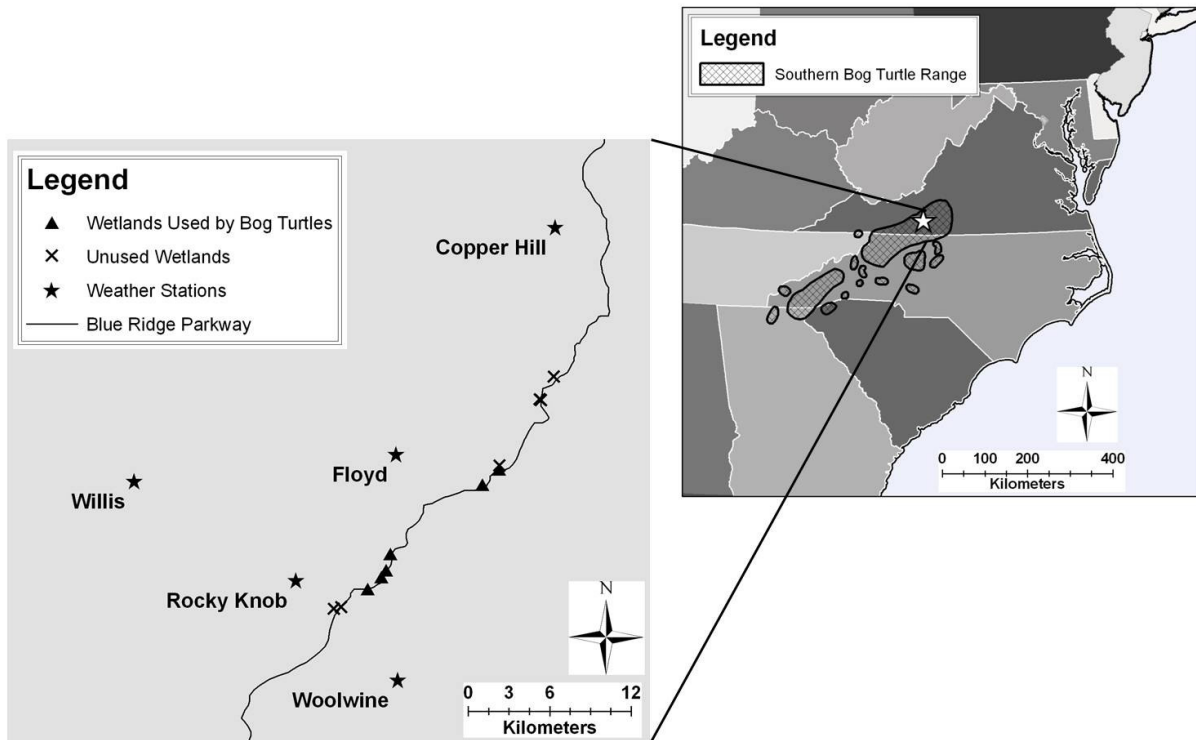 Legend
Wetlands Used by Bog Turtles
Unused Wetlands
Weather Stations
Blue Ridge Parkway
Copper Hill
Floyd
Willis
Rocky Knob
Woolwine
N
0 3 6 12
Kilometers
Legend
Southern Bog Turtle Range
N
0 100 200 400
Kilometers